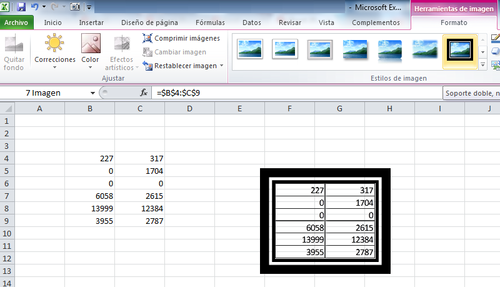 - Microsoft Ex...
Herramientas de imagen
Archivo Inicio Insertar Diseño de página Fórmulas Datos Revisar Vista Complementos Formato
Quitar fondo
Correcciones
Color
Efectos artísticos
Comprimir imágenes
Cambiar imagen
Restablecer imagen
Ajustar
Estilos de imagen
7 Imagen fx =$B$4:$C$9
Soporte doble, n
A B C D E F G H I J
1
2
3
4 227 317
5 0 1704
6 0 0
7 6058 2615
8 13999 12384
9 3955 2787
10
11
12
13
227 317
0 1704
0 0
6058 2615
13999 12384
3955 2787